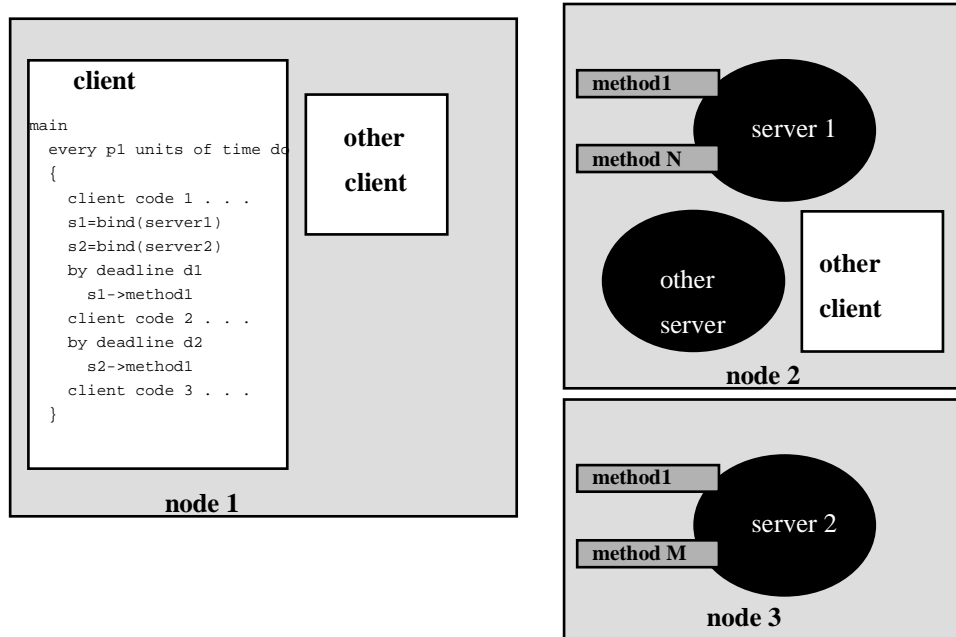 client
main
every p1 units of time do
{
client code 1 . . .
s1=bind(server1)
s2=bind(server2)
by deadline d1
s1->method1
client code 2 . . .
by deadline d2
s2->method1
client code 3 . . .
}
other
client
node 1
method1
server 1
method N
other
server
other
client
node 2
method1
server 2
method M
node 3